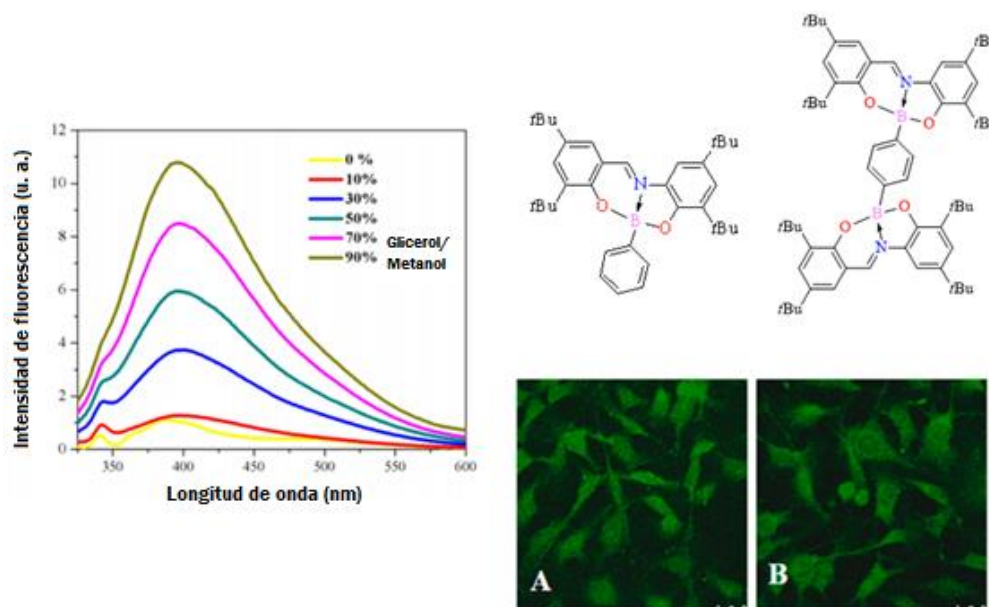 Intensidad de fluorescencia (u. a.)
12
10
8
6
4
2
0
350
400
450
500
550
600
Longitud de onda (nm)
0 %
10%
30%
50%
70%
90%
Glicerol/
Metanol
tBu
tBu
tBu
tBu
N
O
B
O
tBu
tBu
N
O
B
O
B
O
O
N
tBu
tBu
tBu
tBu
A
B